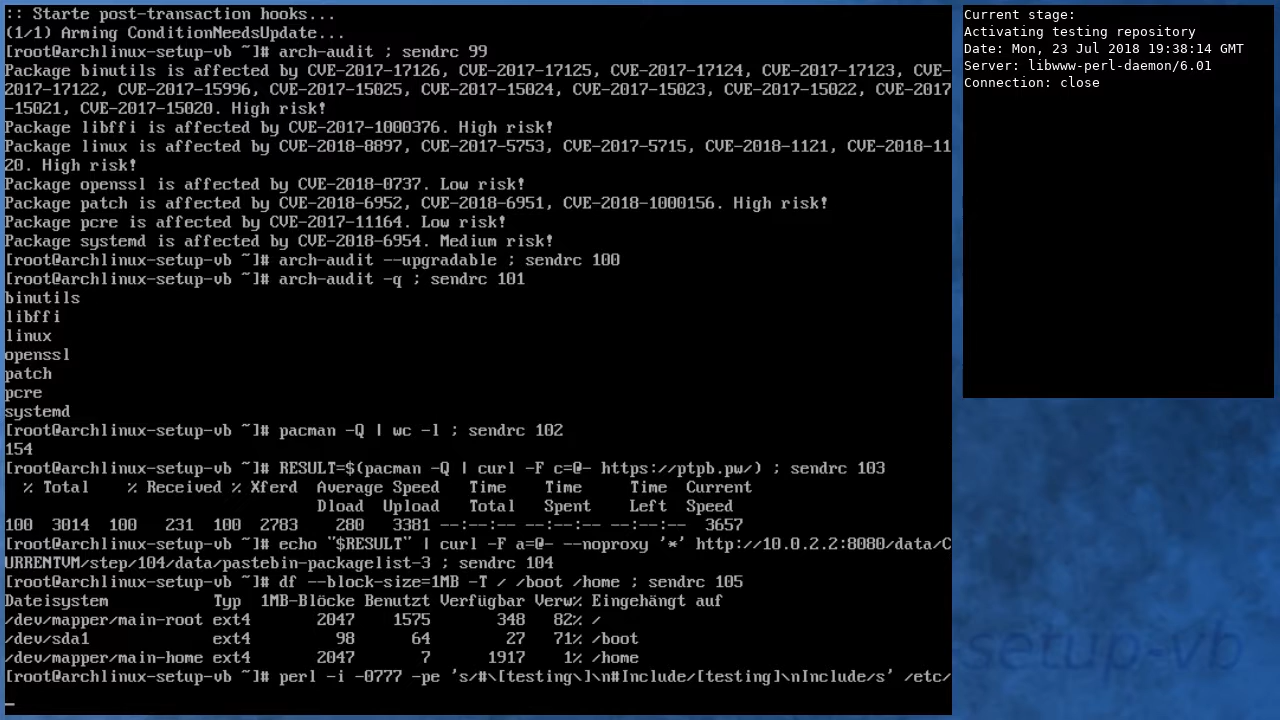 :: Starte post-transaction hooks...
(1/1) Arming ConditionNeedsUpdate...
[root@archlinux-setup-vb ~]# arch-audit ; sendrc 99
Package binutils is affected by CVE-2017-17126, CVE-2017-17125, CVE-2017-17124, CVE-2017-17123, CVE-
2017-17122, CVE-2017-15996, CVE-2017-15025, CVE-2017-15024, CVE-2017-15023, CVE-2017-15022, CVE-2017
-15021, CVE-2017-15020. High risk!
Package libffi is affected by CVE-2017-1000376. High risk!
Package linux is affected by CVE-2018-8897, CVE-2017-5753, CVE-2017-5715, CVE-2018-1121, CVE-2018-11
20. High risk!
Package openssl is affected by CVE-2018-0737. Low risk!
Package patch is affected by CVE-2018-6952, CVE-2018-6951, CVE-2018-1000156. High risk!
Package pcre is affected by CVE-2017-11164. Low risk!
Package systemd is affected by CVE-2018-6954. Medium risk!
[root@archlinux-setup-vb ~]# arch-audit --upgradable ; sendrc 100
[root@archlinux-setup-vb ~]# arch-audit -q ; sendrc 101
binutils
libffi
linux
openssl
patch
pcre
systemd
[root@archlinux-setup-vb ~]# pacman -Q | wc -l ; sendrc 102
154
[root@archlinux-setup-vb ~]# RESULT=$(pacman -Q | curl -F c=@- https://ptpb.pw/) ; sendrc 103
  % Total    % Received % Xferd  Average Speed   Time    Time     Time  Current
                                 Dload  Upload   Total   Spent    Left  Speed
100  3014  100   231  100  2783    280   3381 --:--:-- --:--:-- --:--:--  3657
[root@archlinux-setup-vb ~]# echo "$RESULT" | curl -F a=@- --noproxy '*' http://10.0.2.2:8080/data/C
URRENTVM/step/104/data/pastebin-packagelist-3 ; sendrc 104
[root@archlinux-setup-vb ~]# df --block-size=1MB -T / /boot /home ; sendrc 105
Dateisystem           Typ  1MB-Blöcke Benutzt Verfügbar Verw% Eingehängt auf
/dev/mapper/main-root ext4       2047    1575       348   82% /
/dev/sda1             ext4         98      64        27   71% /boot
/dev/mapper/main-home ext4       2047       7      1917    1% /home
[root@archlinux-setup-vb ~]# perl -i -0777 -pe 's/#\[testing\]\n#Include/[testing]\nInclude/s' /etc/
_
Current stage:
Activating testing repository
Date: Mon, 23 Jul 2018 19:38:14 GMT
Server: libwww-perl-daemon/6.01
Connection: close
setup-vb